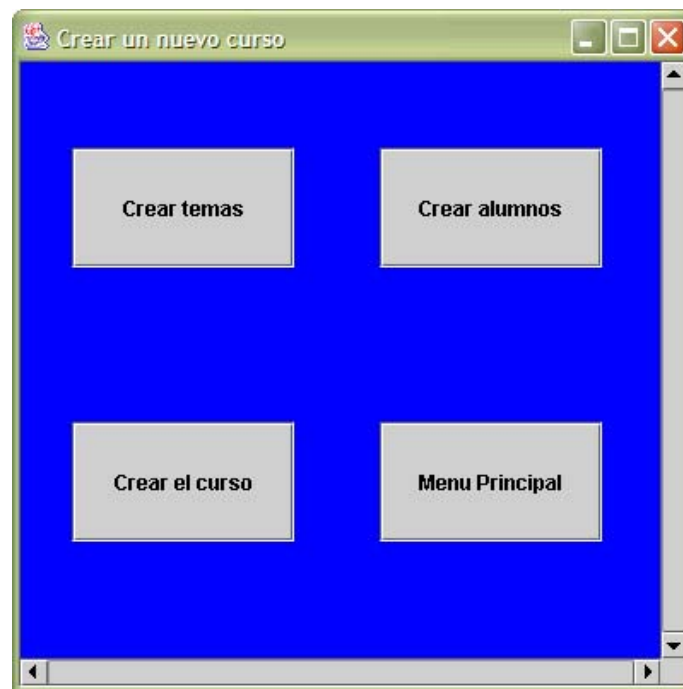 Crear un nuevo curso
Crear temas
Crear alumnos
Crear el curso
Menu Principal